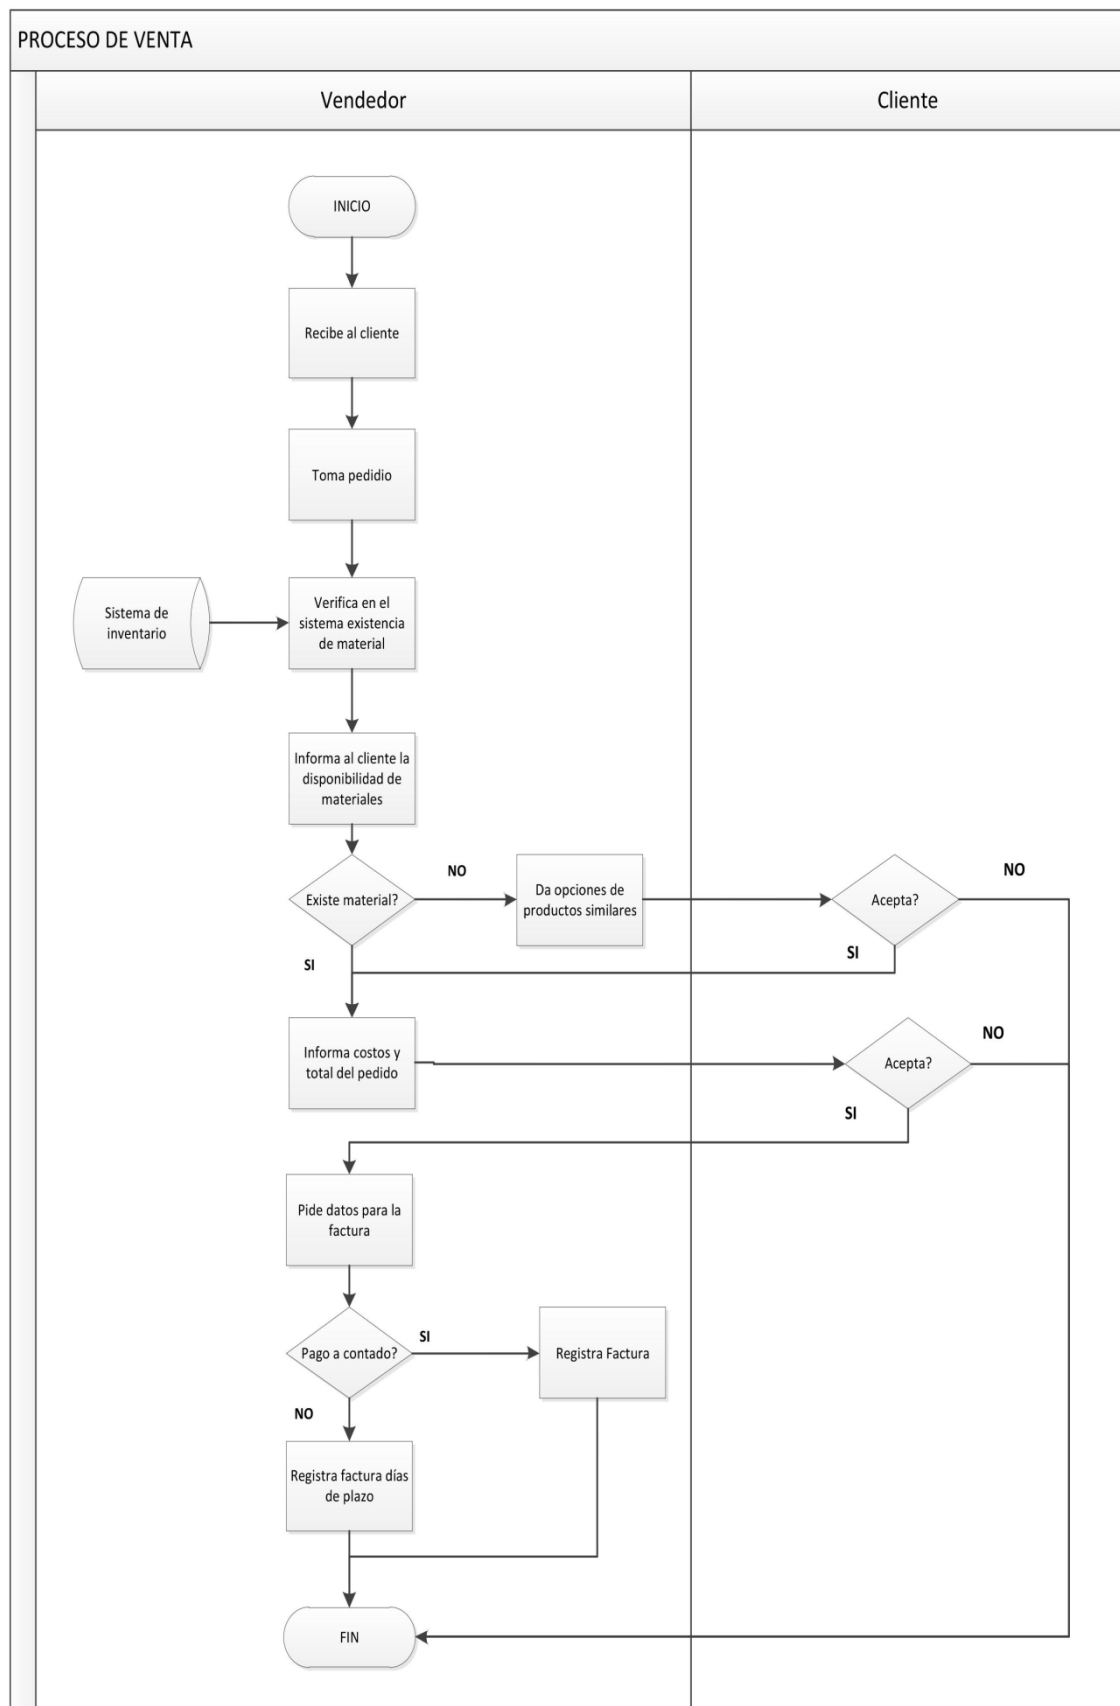 PROCESO DE VENTA
Vendedor
Cliente
INICIO
Recibe al cliente
Toma pedidio
Sistema de
inventario
Verifica en el
sistema existencia
de material
Informa al cliente la
disponibilidad de
materiales
Existe material?
NO
Da opciones de
productos similares
Acepta?
NO
SI
SI
Informa costos y
total del pedido
Acepta?
NO
SI
Pide datos para la
factura
Pago a contado?
SI
Registra Factura
NO
Registra factura días
de plazo
FIN